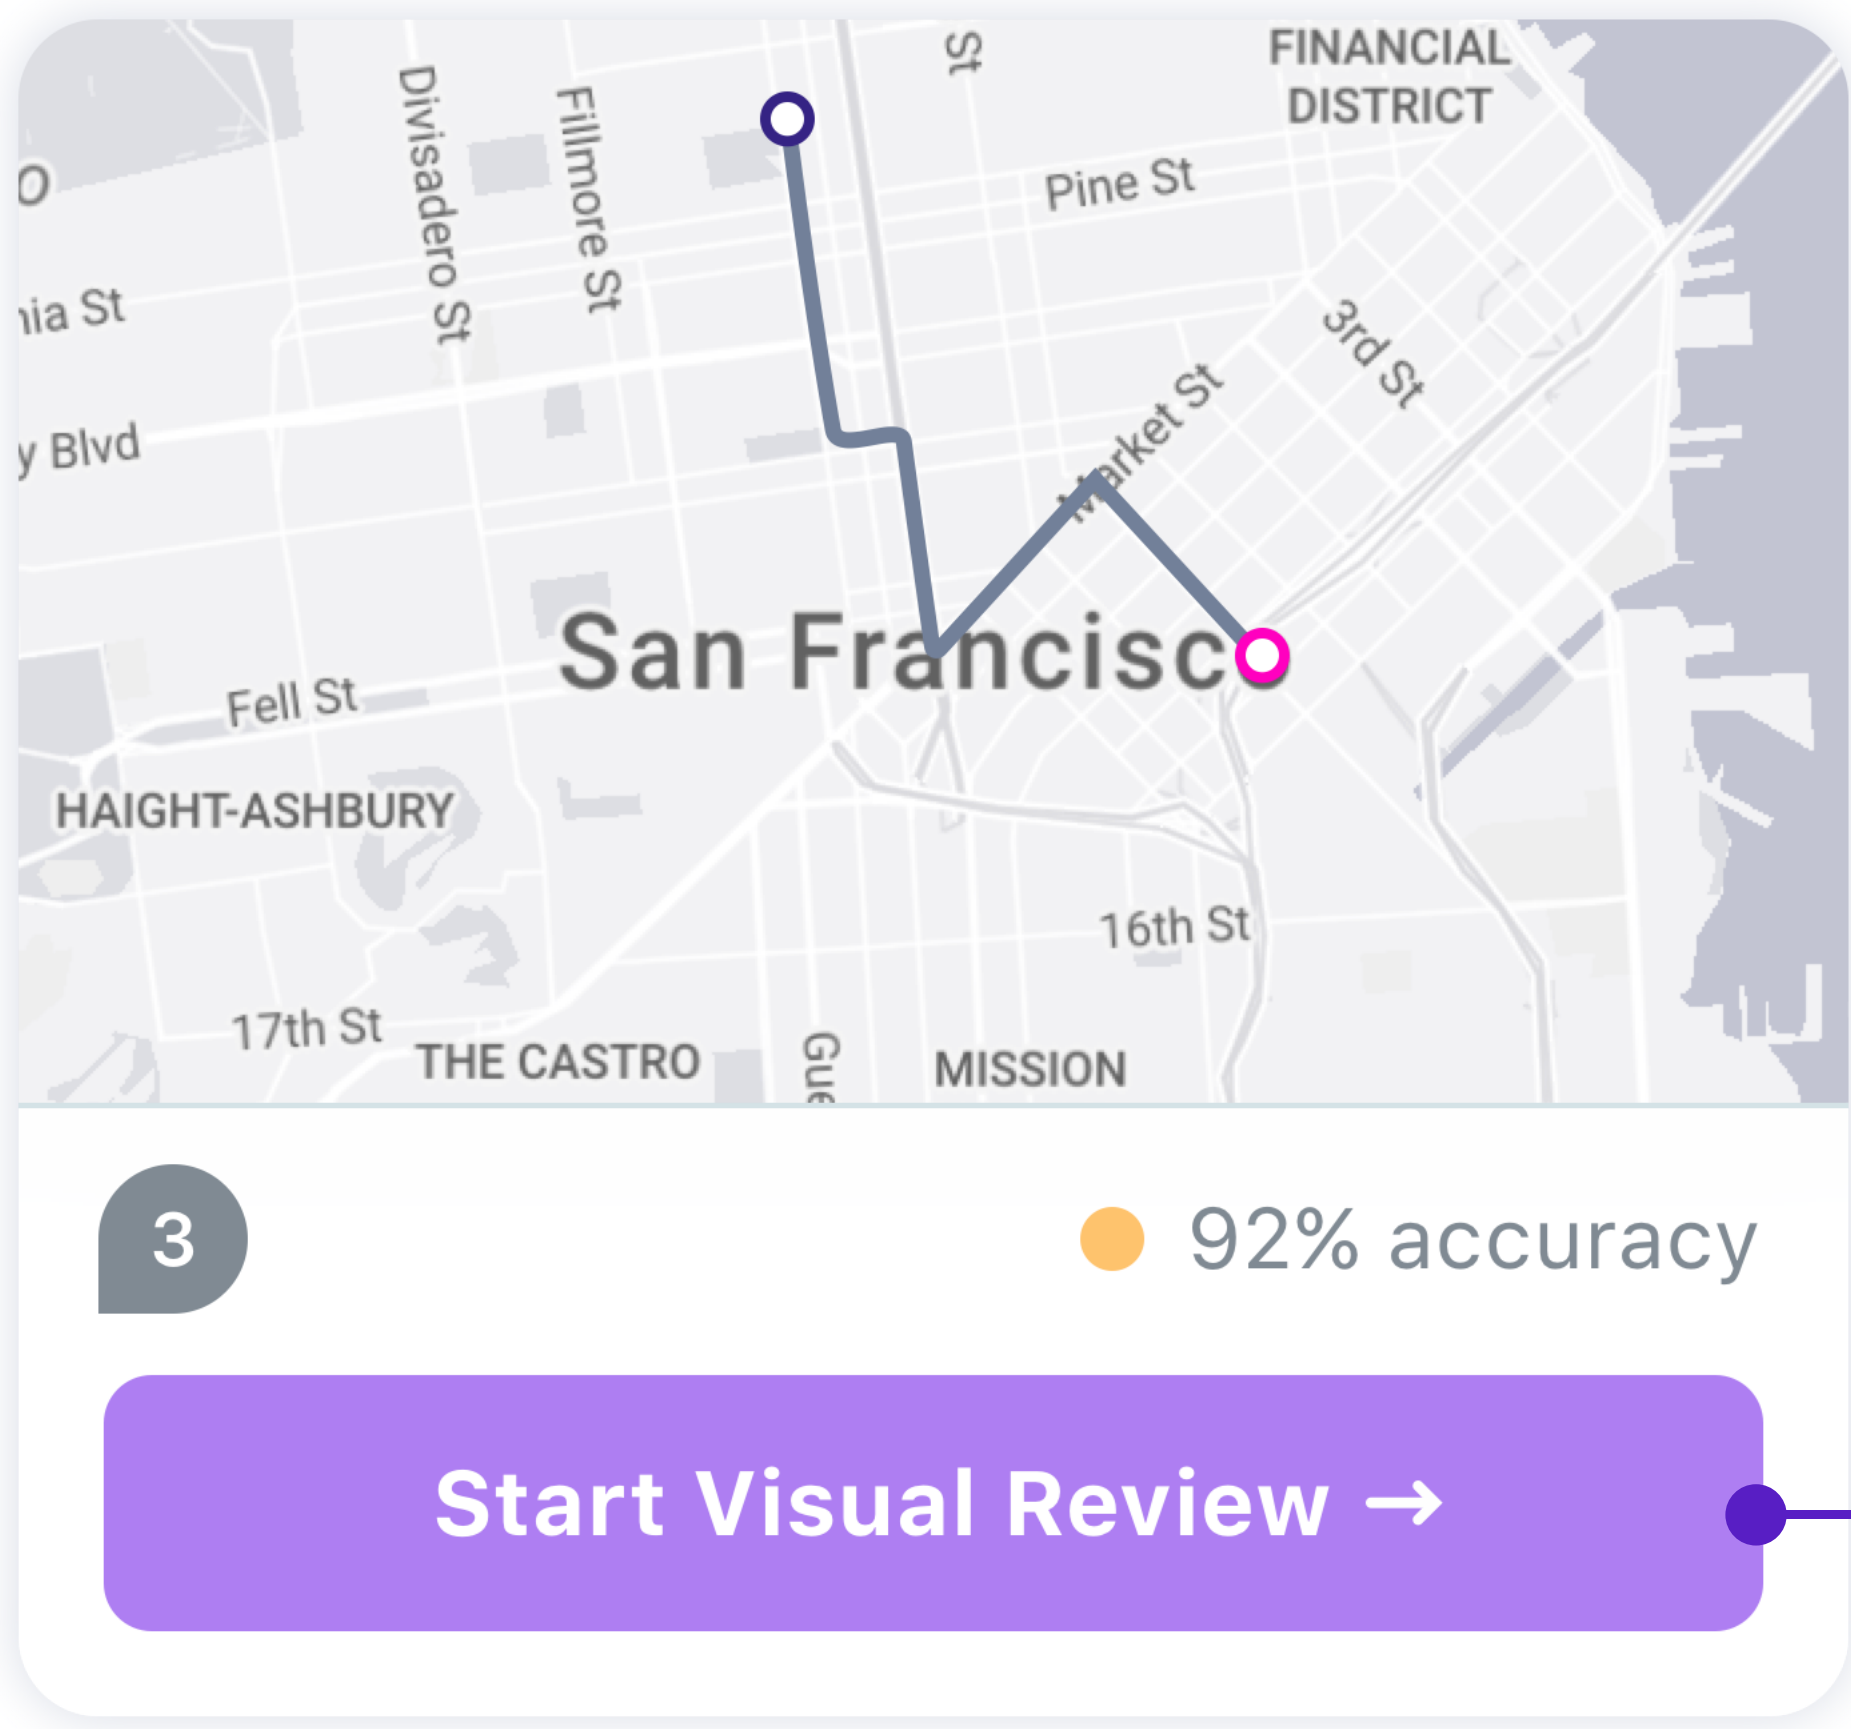 FINANCIAL
DISTRICT
St
Divisadero St
Fillmore St
Pine St
O
nia St
3rd St
Market St
y Blvd
San Francisco
Fell St
HAIGHT-ASHBURY
16th St
17th St
THE CASTRO
Gue
MISSION
3
92% accuracy
Start Visual Review →